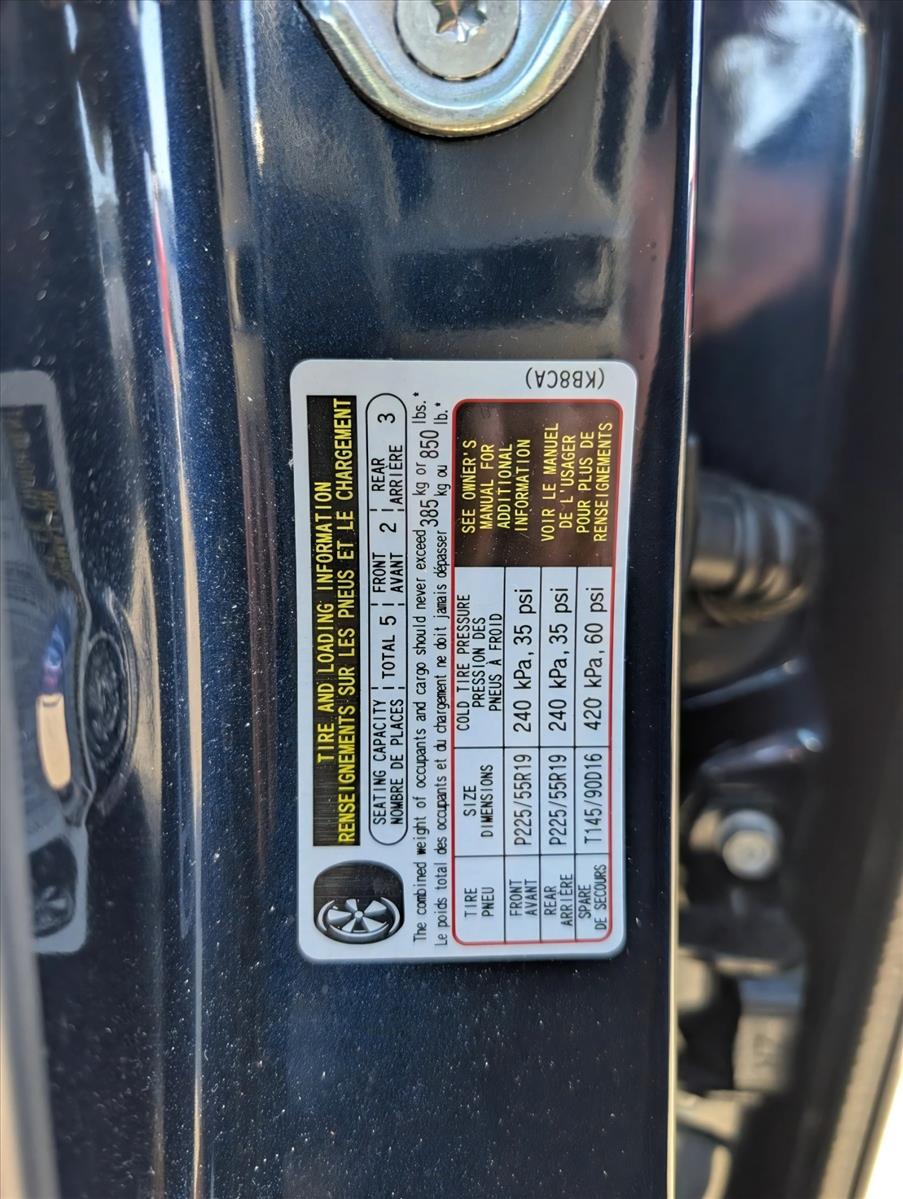 (KB8CA)
TIRE AND LOADING INFORMATION
RENSEIGNEMENTS SUR LES PNEUS ET LE CHARGEMENT
SEATING CAPACITY TOTAL 5 FRONT 2 REAR 3
NOMBRE DE PLACES AVANT ARRIÈRE
The combined weight of occupants and cargo should never exceed 385 kg or 850 lbs.*
Le poids total des occupants et du chargement ne doit jamais dépasser kg ou lb.*
TIRE SIZE COLD TIRE PRESSURE
PNEU DIMENSIONS PRESSION DES
PNEUS À FROID
FRONT P225/55R19 240 kPa, 35 psi
AVANT
REAR P225/55R19 240 kPa, 35 psi
ARRIÈRE
SPARE T145/90D16 420 kPa, 60 psi
DE SECOURS
SEE OWNER'S
MANUAL FOR
ADDITIONAL
INFORMATION
VOIR LE MANUEL
DE L'USAGER
POUR PLUS DE
RENSEIGNEMENTS